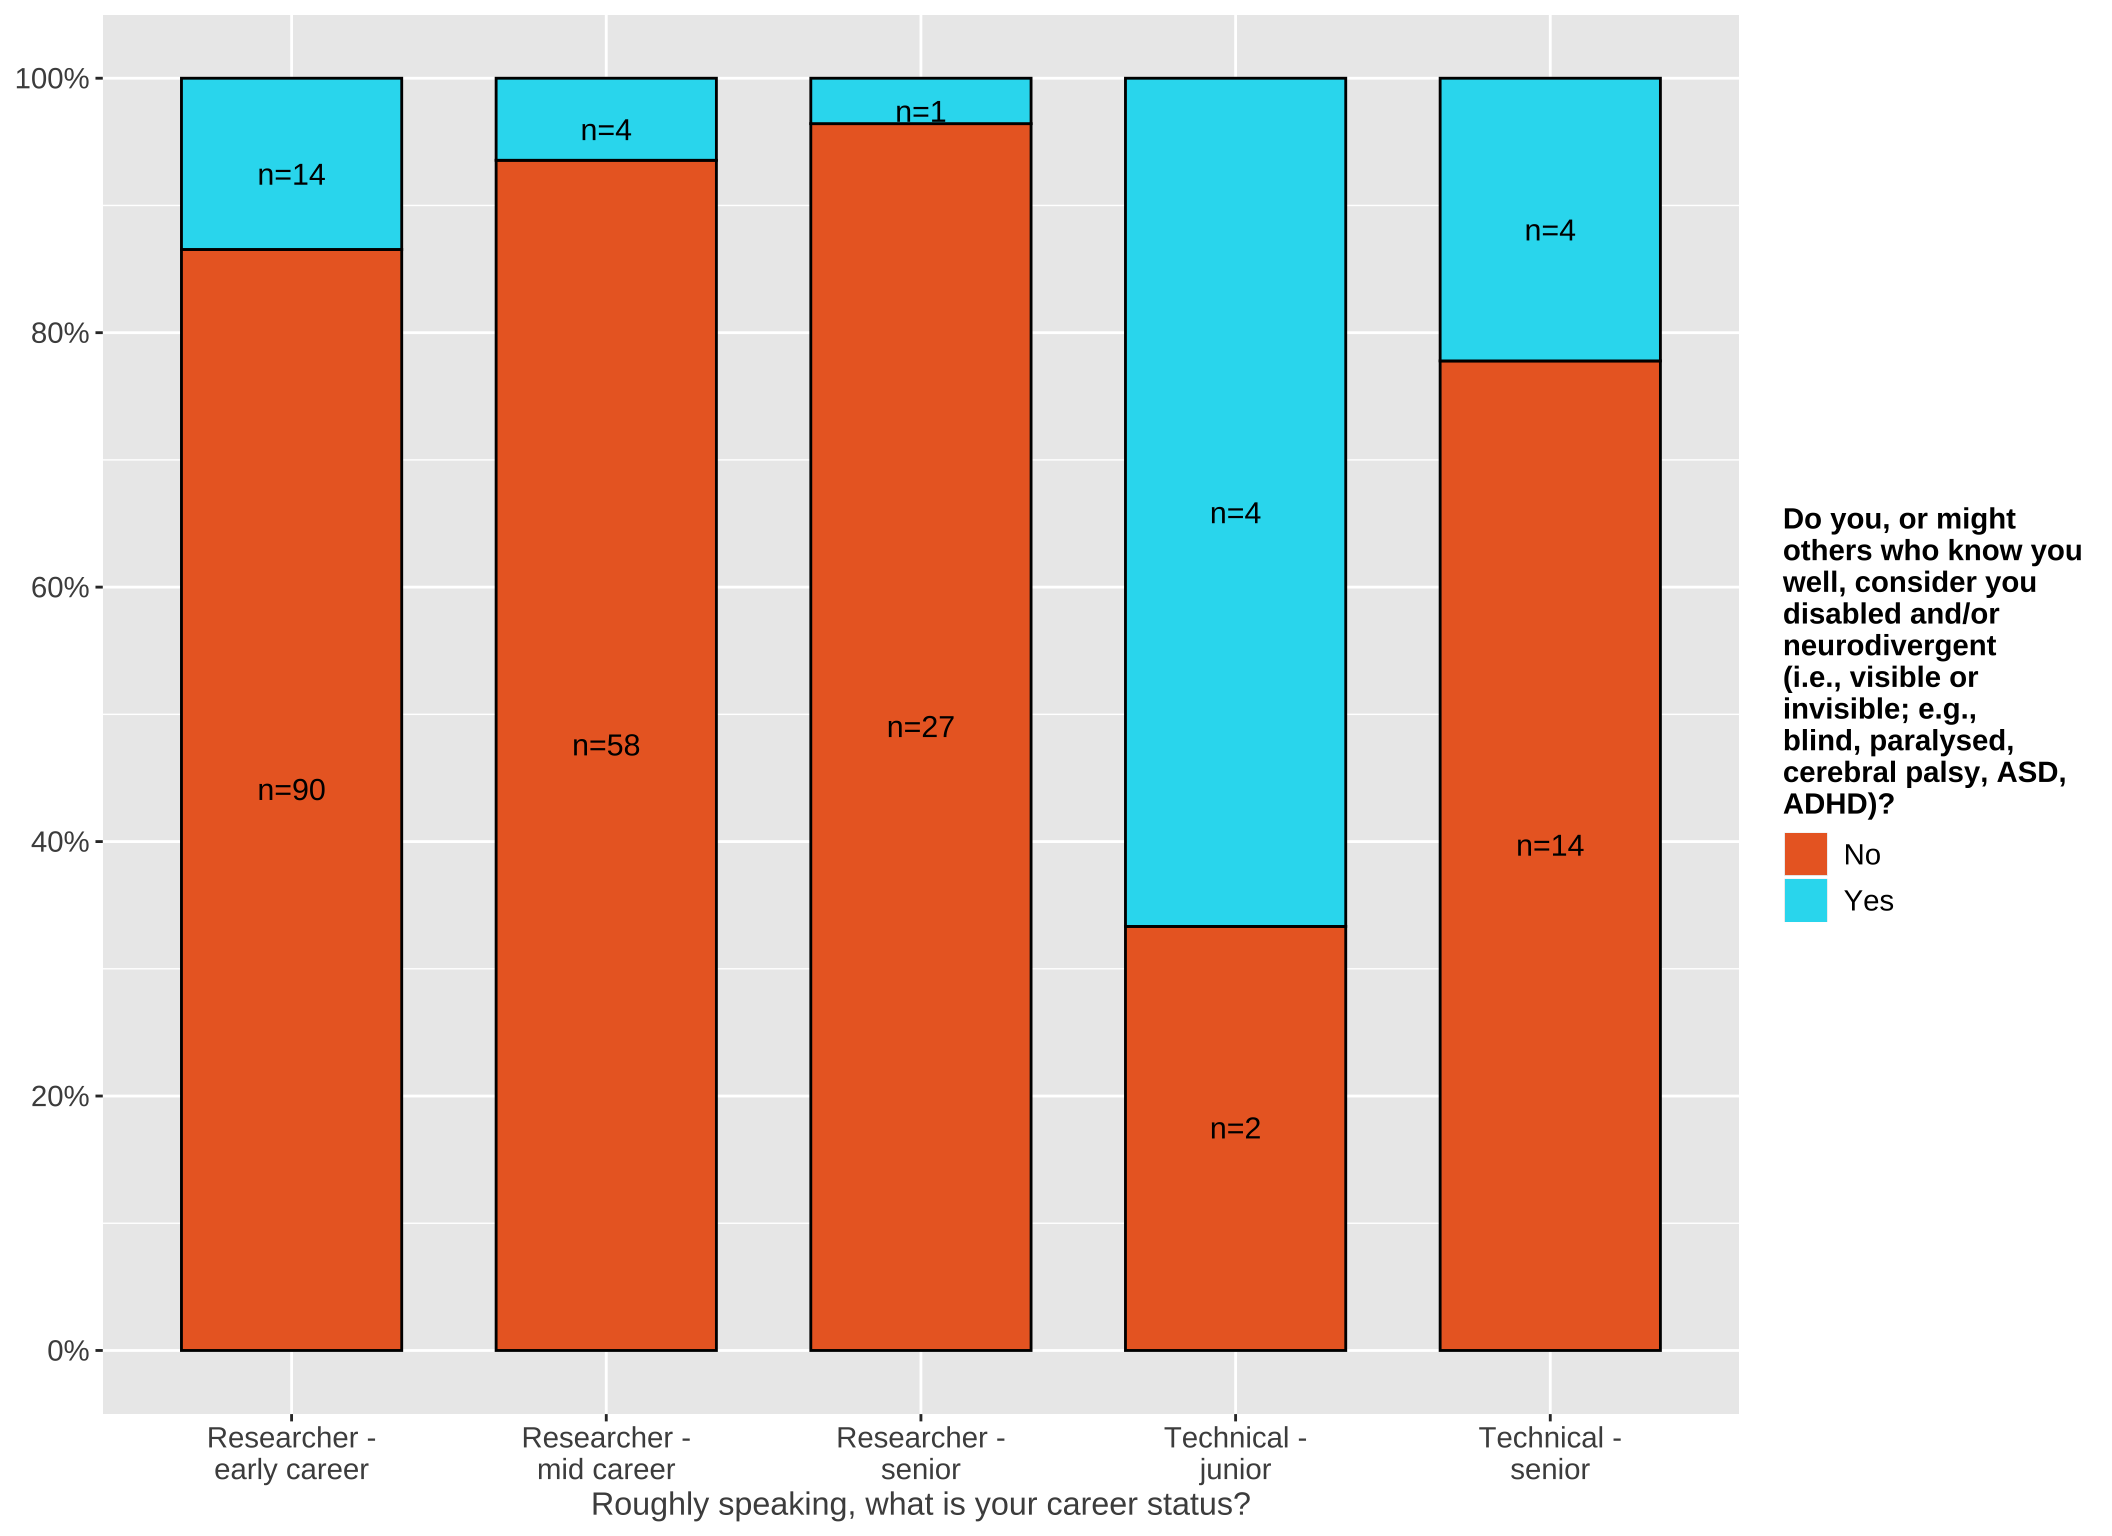 100%
80%
60%
40%
20%
0%
n=14
n=90
n=4
n=58
n=1
n=27
n=4
n=2
n=4
n=14
Researcher -
early career
Researcher -
mid career
Researcher -
senior
Technical -
junior
Technical -
senior
Roughly speaking, what is your career status?
Do you, or might
others who know you
well, consider you
disabled and/or
neurodivergent
(i.e., visible or
invisible; e.g.,
blind, paralysed,
cerebral palsy, ASD,
ADHD)?
No
Yes